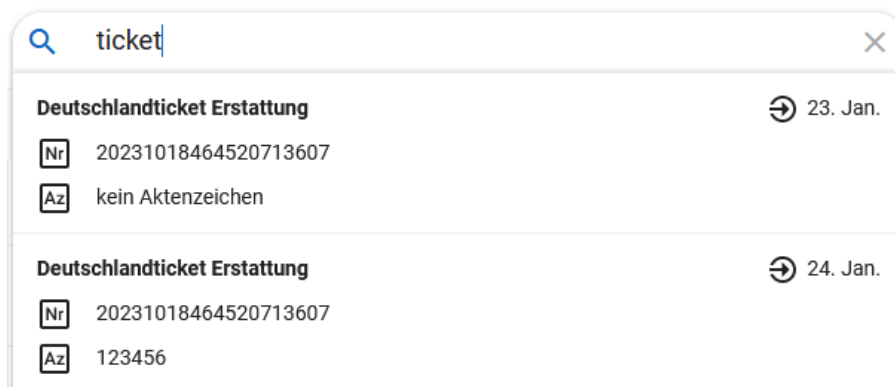 ticket
Deutschlandticket Erstattung 23. Jan.
Nr 20231018464520713607
Az kein Aktenzeichen
Deutschlandticket Erstattung 24. Jan.
Nr 20231018464520713607
Az 123456